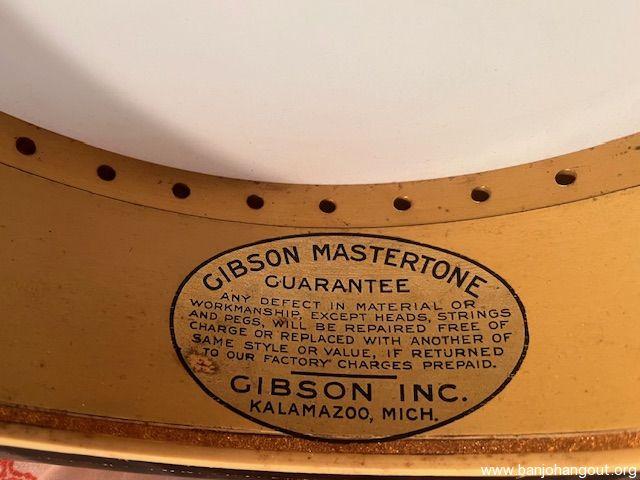 GIBSON MASTERTONE
GUARANTEE
ANY DEFECT IN MATERIAL OR
WORKMANSHIP, EXCEPT HEADS, STRINGS
AND PEGS, WILL BE REPAIRED FREE OF
CHARGE OR REPLACED WITH ANOTHER OF
SAME STYLE OR VALUE, IF RETURNED
TO OUR FACTORY CHARGES PREPAID.
GIBSON INC.
KALAMAZOO, MICH.
www.banjohangout.org